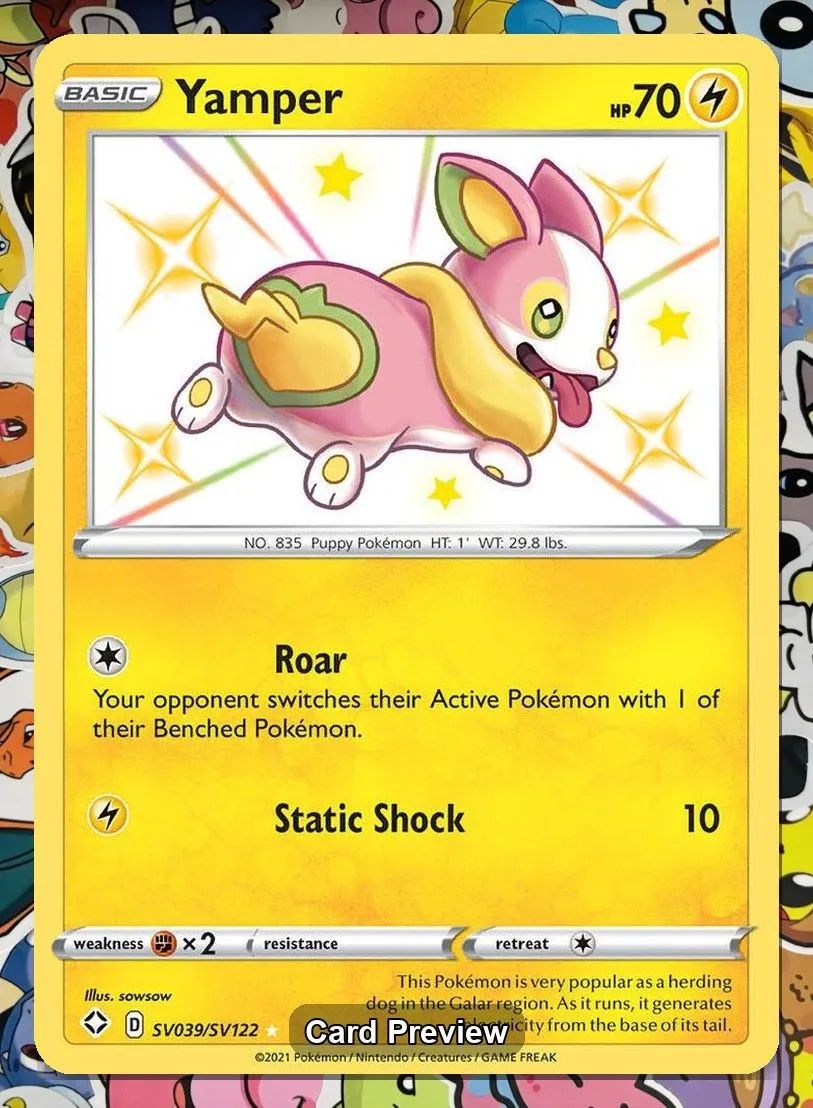 BASIC Yamper HP 70
NO. 835 Puppy Pokémon HT: 1' WT: 29.8 lbs.
Roar
Your opponent switches their Active Pokémon with 1 of
their Benched Pokémon.
Static Shock 10
weakness ×2 resistance retreat
Illus. sowsow
This Pokémon is very popular as a herding
dog in the Galar region. As it runs, it generates
from the base of its tail.
D SV039/SV122
Card Preview
©2021 Pokémon / Nintendo / Creatures / GAME FREAK